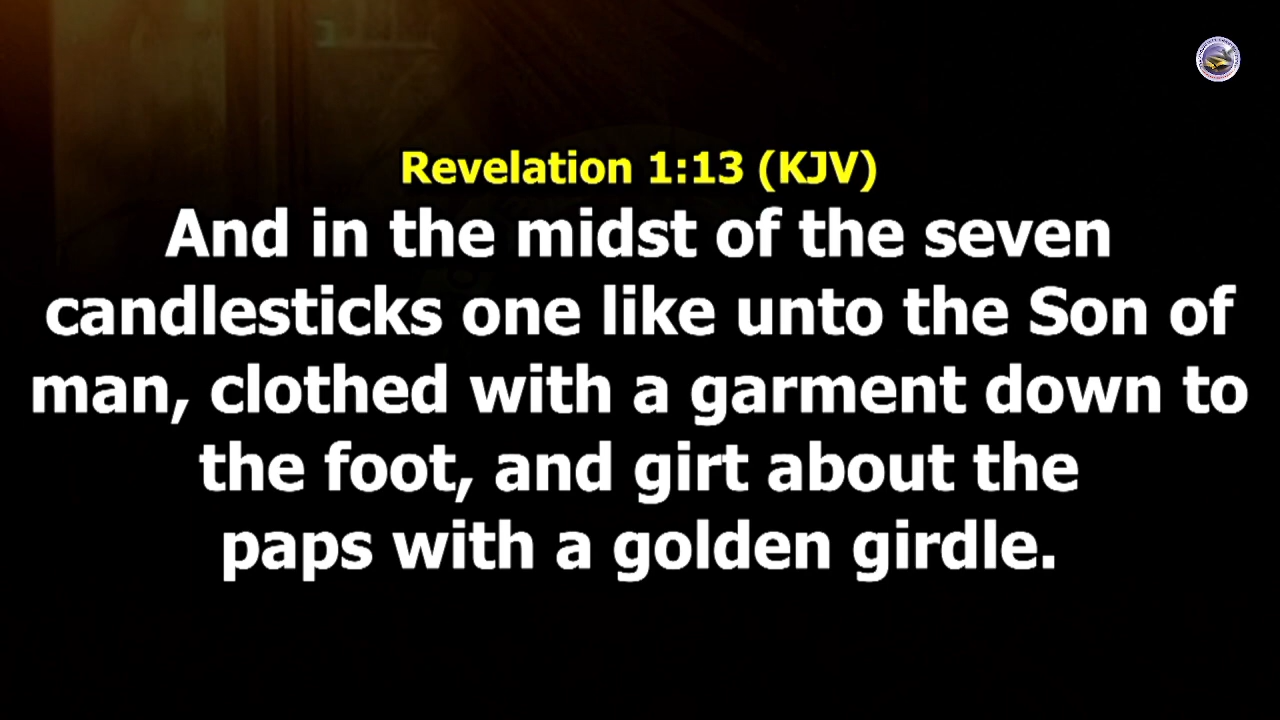 Revelation 1:13 (KJV)
And in the midst of the seven
candlesticks one like unto the Son of
man, clothed with a garment down to
the foot, and girt about the
paps with a golden girdle.